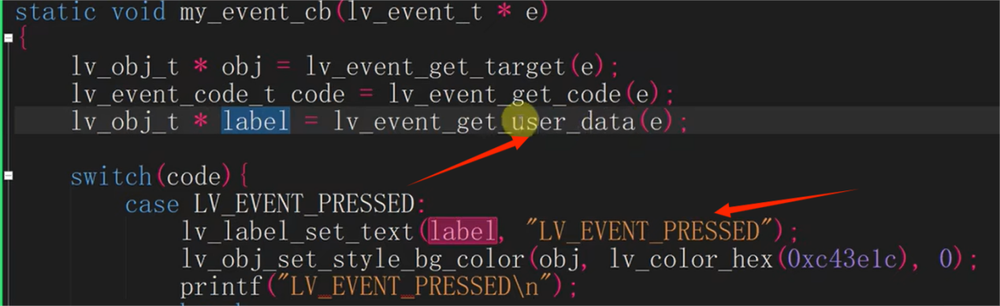 static void my_event_cb(lv_event_t * e)
{
lv_obj_t * obj = lv_event_get_target(e);
lv_event_code_t code = lv_event_get_code(e);
lv_obj_t * label = lv_event_get_user_data(e);
switch(code){
case LV_EVENT_PRESSED:
lv_label_set_text(label, "LV_EVENT_PRESSED");
lv_obj_set_style_bg_color(obj, lv_color_hex(0xc43e1c), 0);
printf("LV_EVENT_PRESSED\n");